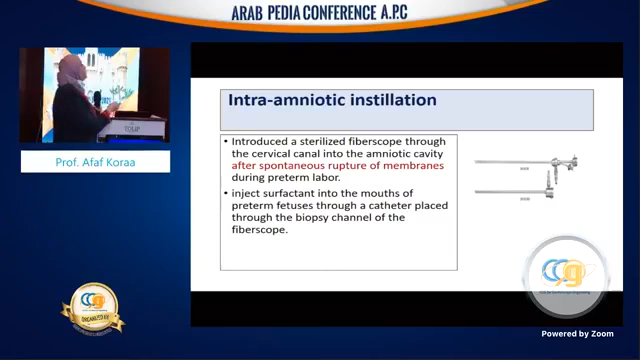 ARAB PEDIA CONFERENCE A.P.C
Intra-amniotic instillation
• Introduced a sterilized fiberscope through
the cervical canal into the amniotic cavity
after spontaneous rupture of membranes
during preterm labor.
• inject surfactant into the mouths of
preterm fetuses through a catheter placed
through the biopsy channel of the
fiberscope.
Prof. Afaf Koraa
ORGANIZED BY
Powered by Zoom